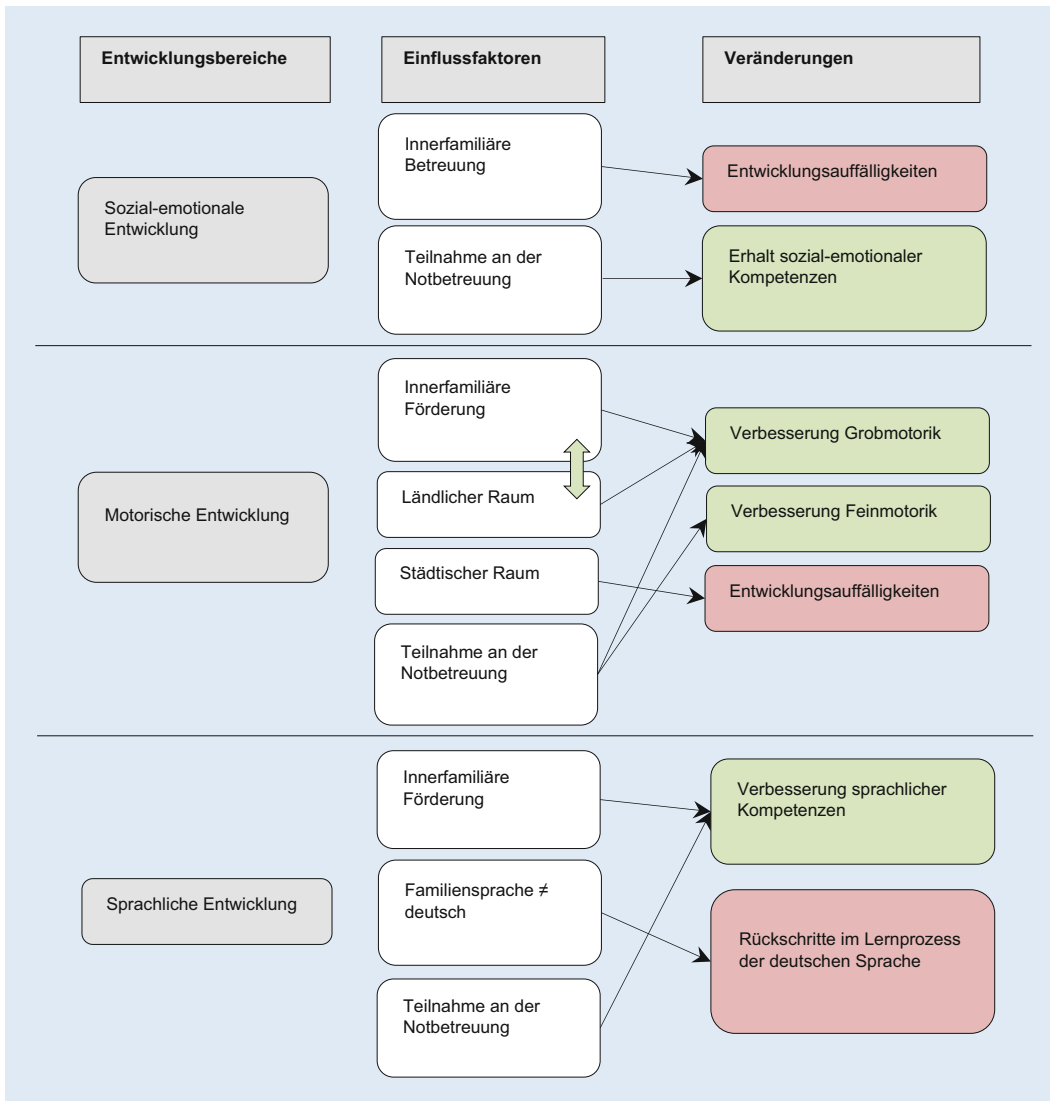 Entwicklungsbereiche
Einflussfaktoren
Veränderungen
Sozial-emotionale
Entwicklung
Innerfamiliäre
Betreuung
Entwicklungsauffälligkeiten
Teilnahme an der
Notbetreuung
Erhalt sozial-emotionaler
Kompetenzen
Motorische Entwicklung
Innerfamiliäre
Förderung
Ländlicher Raum
Städtischer Raum
Teilnahme an der
Notbetreuung
Verbesserung Grobmotorik
Verbesserung Feinmotorik
Entwicklungsauffälligkeiten
Sprachliche Entwicklung
Innerfamiliäre
Förderung
Familiensprache ≠
deutsch
Teilnahme an der
Notbetreuung
Verbesserung sprachlicher
Kompetenzen
Rückschritte im Lernprozess
der deutschen Sprache